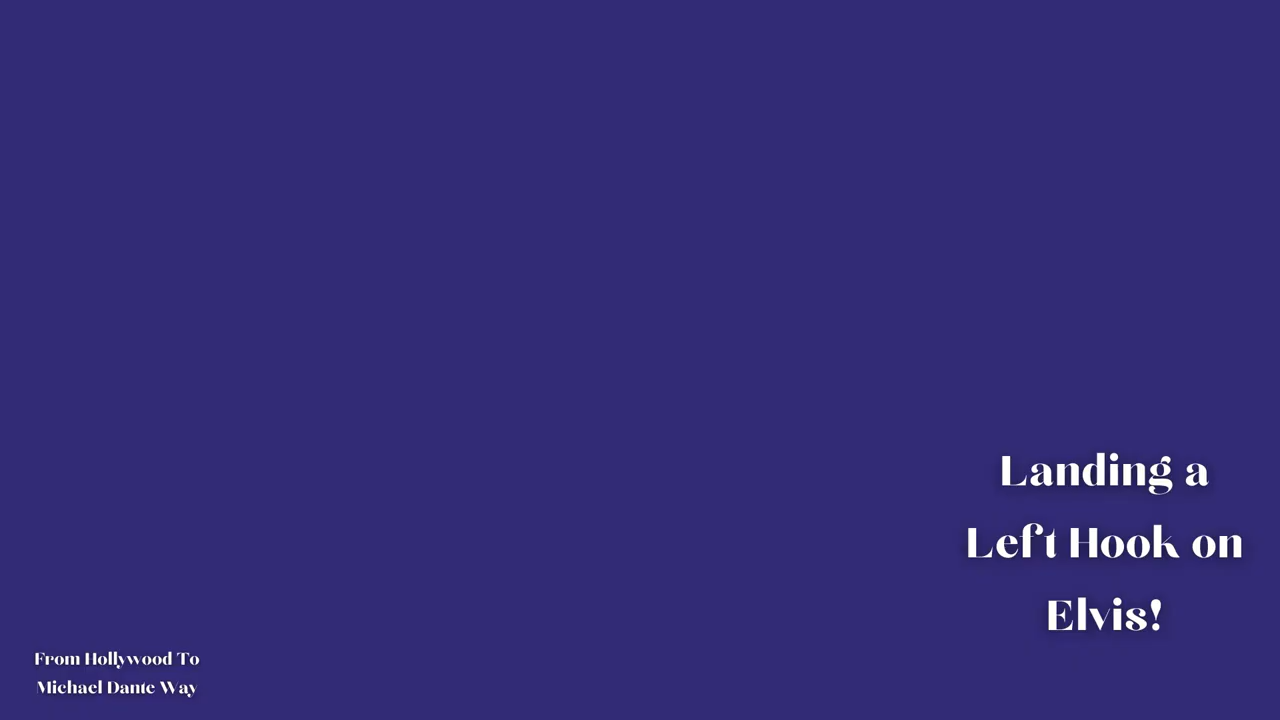 Landing a
Left Hook on
Elvis!
From Hollywood To
Michael Dante Way